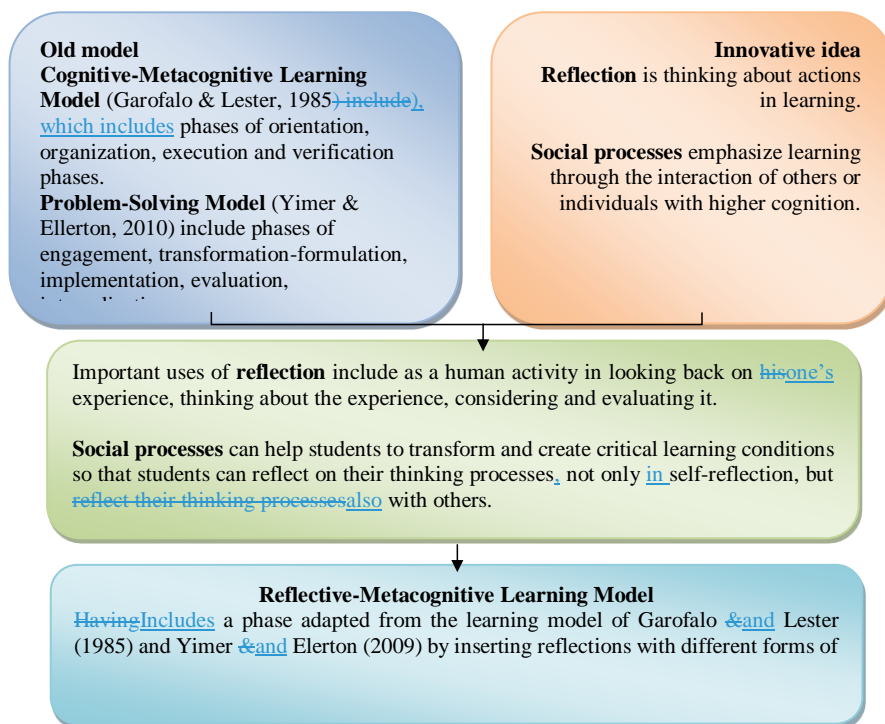 Old model
Cognitive-Metacognitive Learning
Model (Garofalo & Lester, 1985) include), 
which includes phases of orientation,
organization, execution and verification
phases.
Problem-Solving Model (Yimer &
Ellerton, 2010) include phases of
engagement, transformation-formulation,
implementation, evaluation,
Innovative idea
Reflection is thinking about actions
in learning.
Social processes emphasize learning
through the interaction of others or
individuals with higher cognition.
Important uses of reflection include as a human activity in looking back on hisone's
experience, thinking about the experience, considering and evaluating it.
Social processes can help students to transform and create critical learning conditions
so that students can reflect on their thinking processes, not only in self-reflection, but
reflect their thinking processesalso with others.
Reflective-Metacognitive Learning Model
HavingIncludes a phase adapted from the learning model of Garofalo &and Lester
(1985) and Yimer &and Elerton (2009) by inserting reflections with different forms of